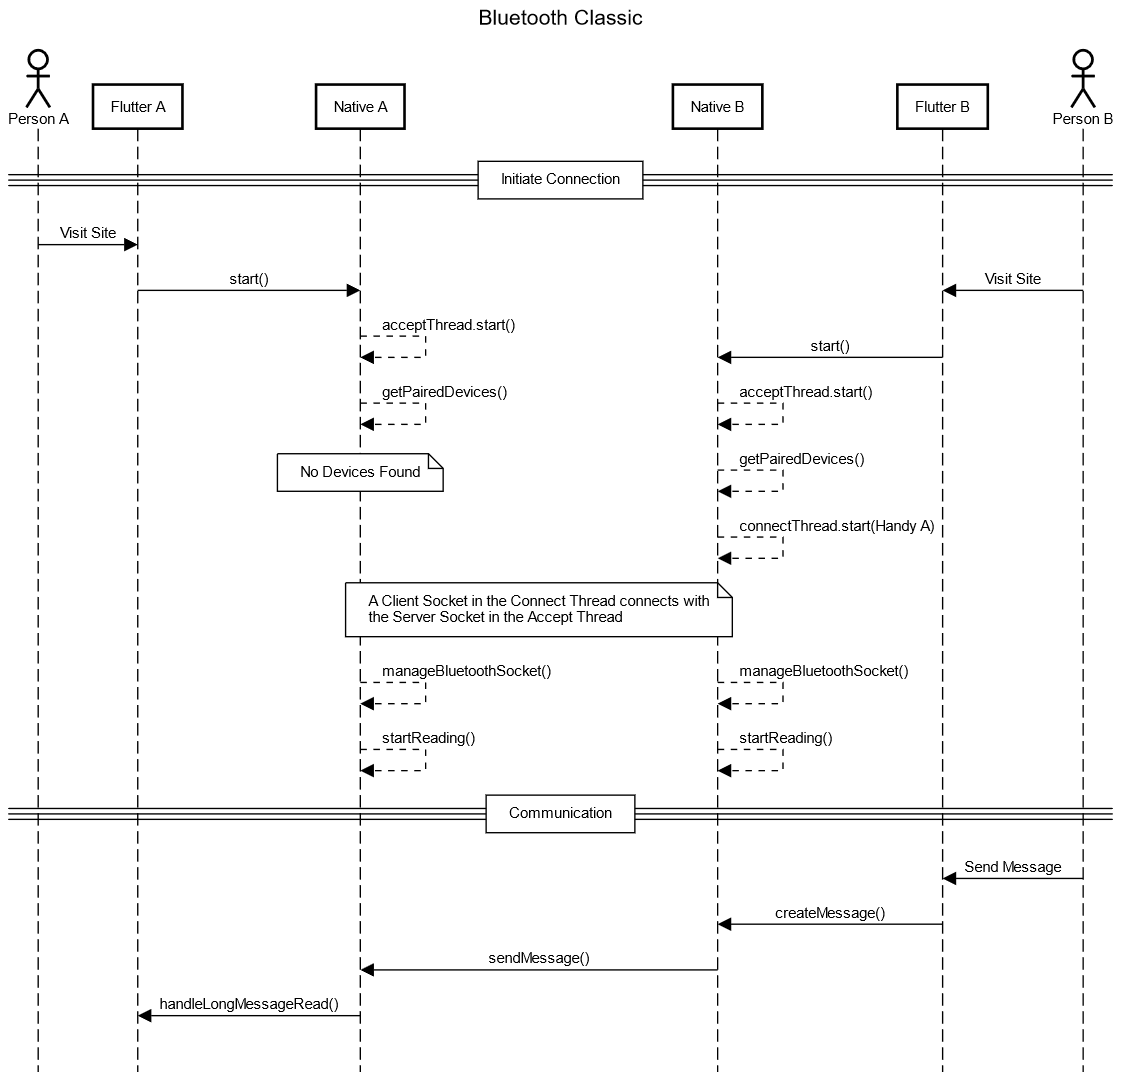 Bluetooth Classic
Person A
Flutter A
Native A
Native B
Flutter B
Person B
Initiate Connection
Visit Site
start()
Visit Site
acceptThread.start()
start()
getPairedDevices()
acceptThread.start()
No Devices Found
getPairedDevices()
connectThread.start(Handy A)
A Client Socket in the Connect Thread connects with
the Server Socket in the Accept Thread
manageBluetoothSocket()
manageBluetoothSocket()
startReading()
startReading()
Communication
Send Message
createMessage()
sendMessage()
handleLongMessageRead()